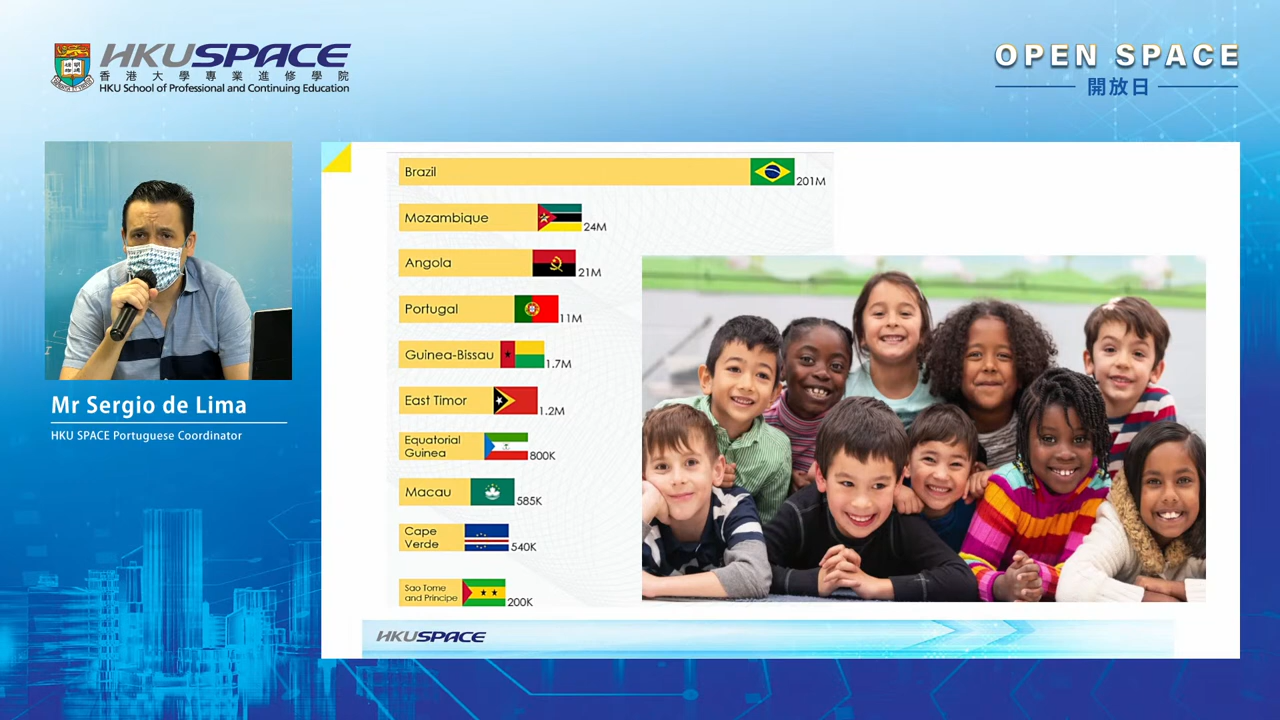 HKUSPACE
香港大學專業進修學院
HKU School of Professional and Continuing Education
OPEN SPACE
開放日
Mr Sergio de Lima
HKU SPACE Portuguese Coordinator
Brazil
201M
Mozambique
24M
Angola
21M
Portugal
11M
Guinea-Bissau
1.7M
East Timor
1.2M
Equatorial
Guinea
800K
Macau
585K
Cape
Verde
540K
Sao Tome
and Principe
200K
HKUSPACE